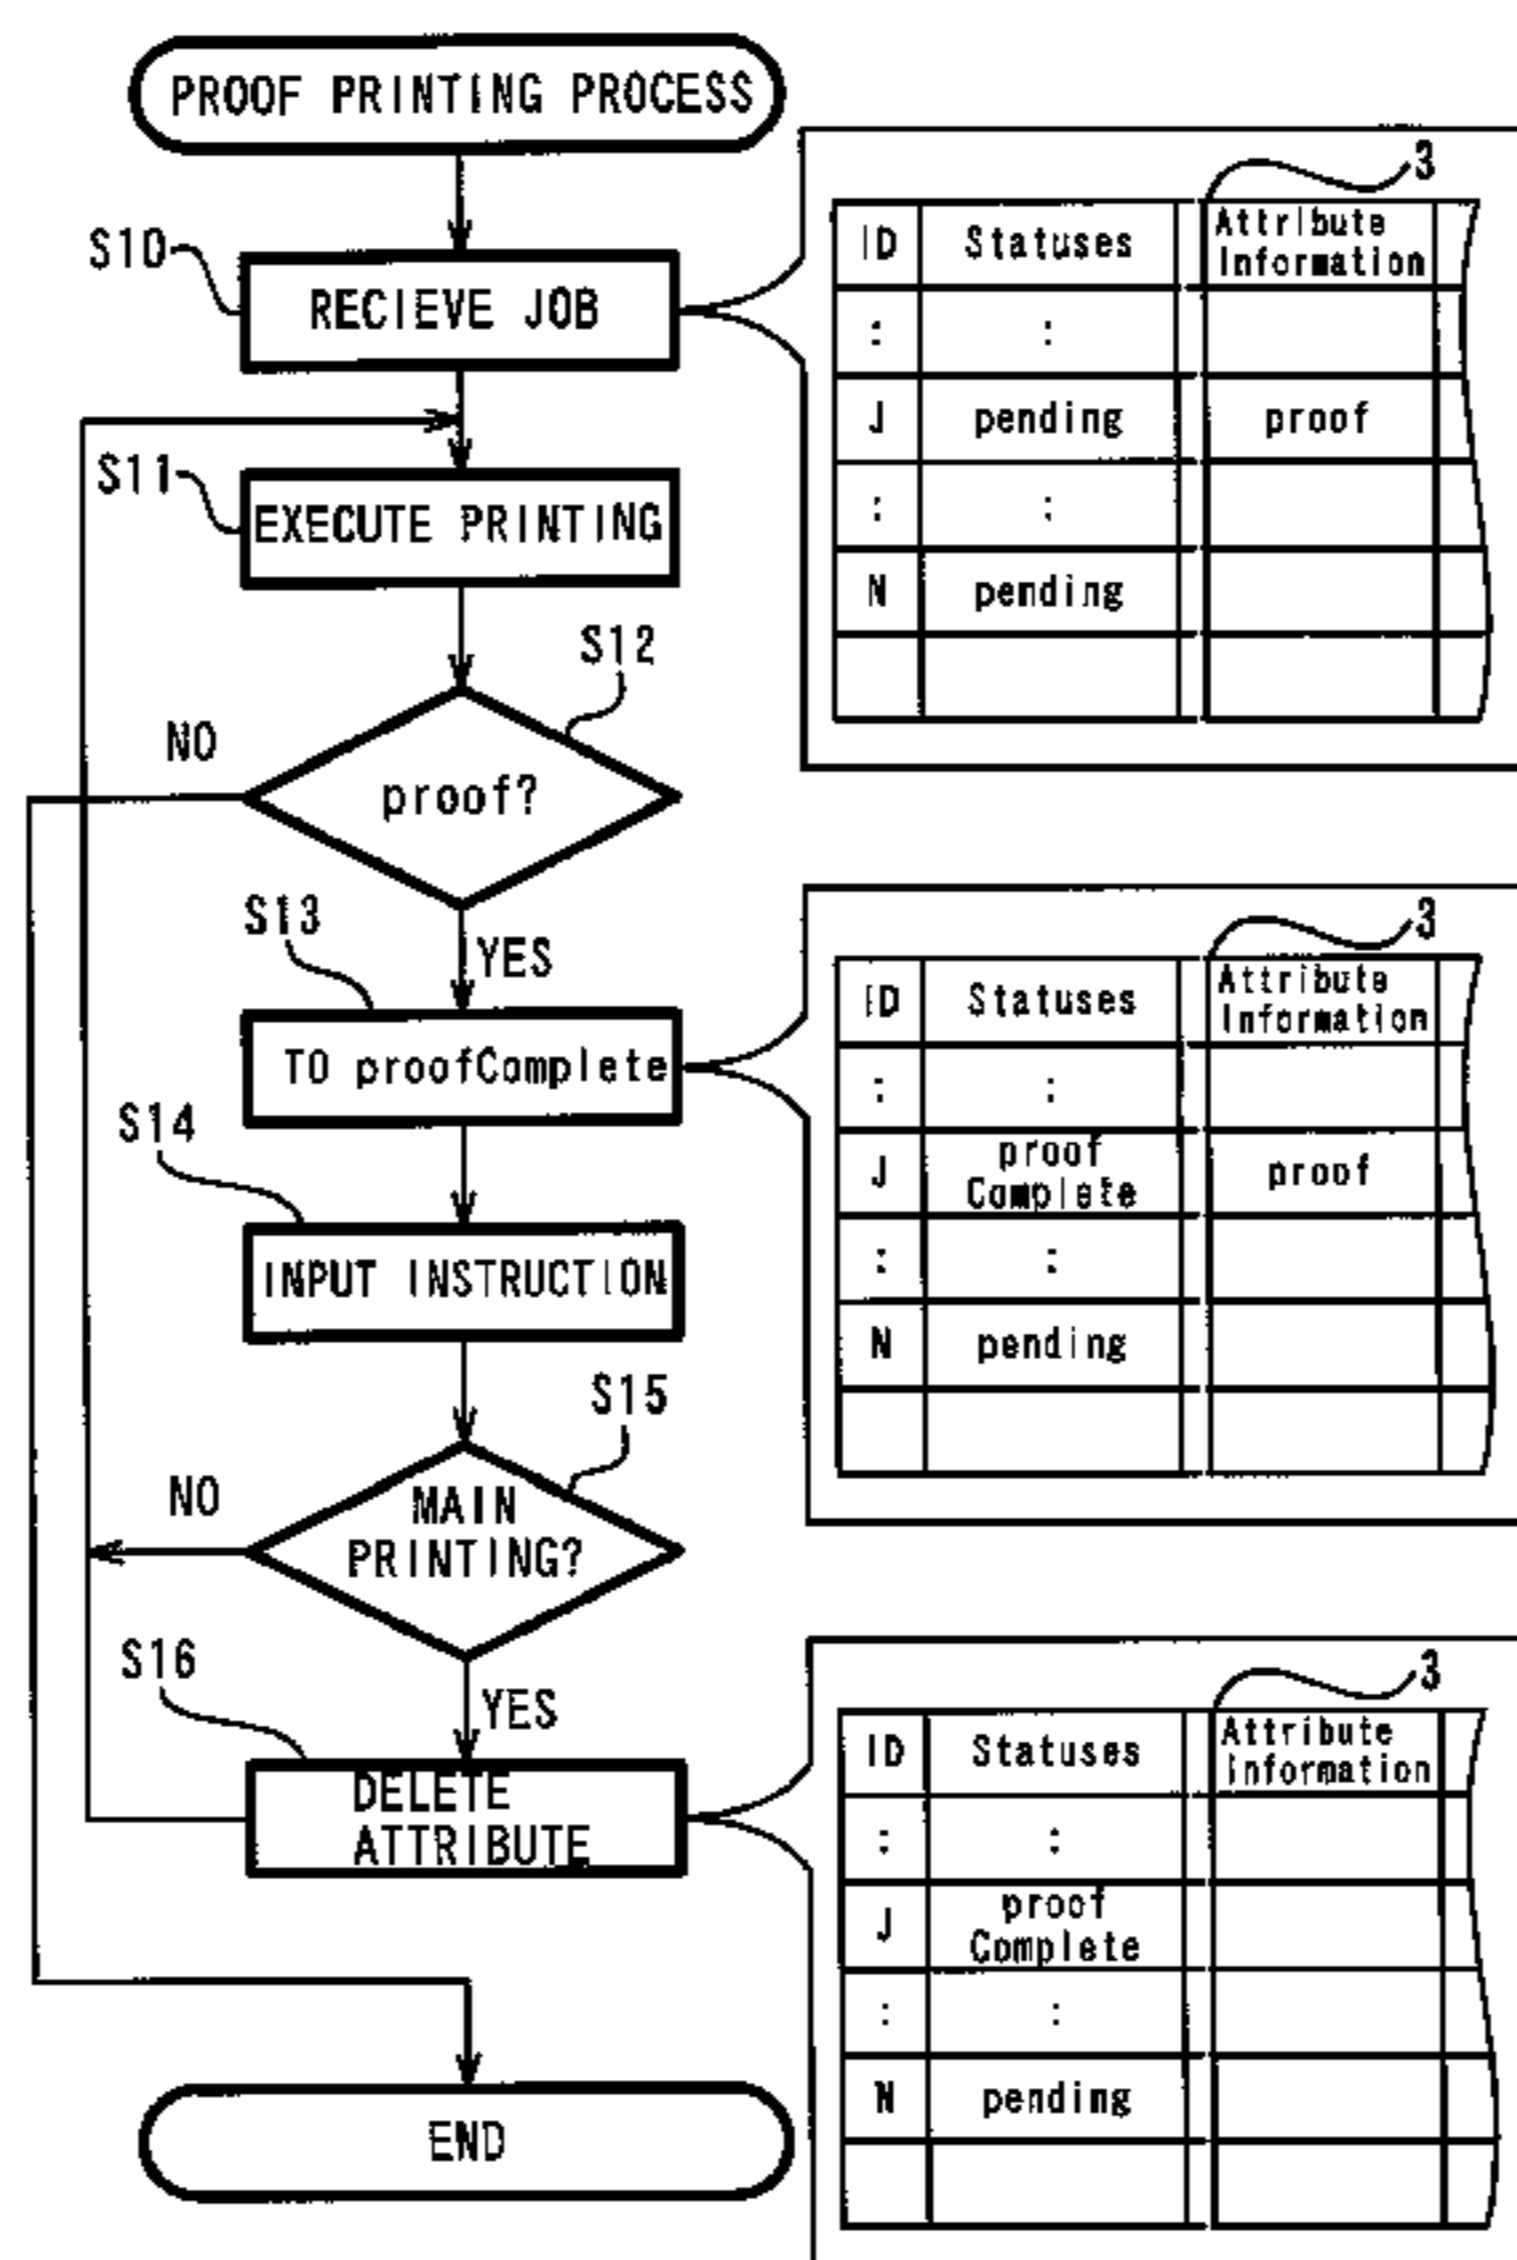 PROOF PRINTING PROCESS
S10
RECIEVE JOB
S11
EXECUTE PRINTING
S12
proof?
NO
YES
S13
TO proofComplete
S14
INPUT INSTRUCTION
S15
MAIN
PRINTING?
NO
YES
S16
DELETE
ATTRIBUTE
END
3
ID Statuses Attribute
Information
: :
J pending proof
: :
N pending
3
ID Statuses Attribute
Information
: :
J proof
Complete proof
: :
N pending
3
ID Statuses Attribute
Information
: :
J proof
Complete
: :
N pending